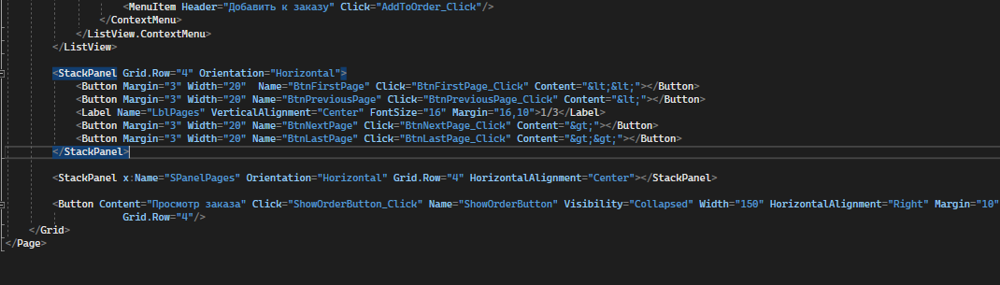 <MenuItem Header="Добавить к заказу" Click="AddToOrder_Click"/>
</ContextMenu>
</ListView.ContextMenu>
</ListView>
<StackPanel Grid.Row="4" Orientation="Horizontal">
<Button Margin="3" Width="20"  Name="BtnFirstPage" Click="BtnFirstPage_Click" Content="&lt;&lt;"></Button>
<Button Margin="3" Width="20" Name="BtnPreviousPage" Click="BtnPreviousPage_Click" Content="&lt;"></Button>
<Label Name="LblPages" VerticalAlignment="Center" FontSize="16" Margin="16,10">1/3</Label>
<Button Margin="3" Width="20" Name="BtnNextPage" Click="BtnNextPage_Click" Content="&gt;"></Button>
<Button Margin="3" Width="20" Name="BtnLastPage" Click="BtnLastPage_Click" Content="&gt;&gt;"></Button>
</StackPanel>
<StackPanel x:Name="SPanelPages" Orientation="Horizontal" Grid.Row="4" HorizontalAlignment="Center"></StackPanel>
<Button Content="Просмотр заказа" Click="ShowOrderButton_Click" Name="ShowOrderButton" Visibility="Collapsed" Width="150" HorizontalAlignment="Right" Margin="10"
Grid.Row="4"/>
</Grid>
</Page>